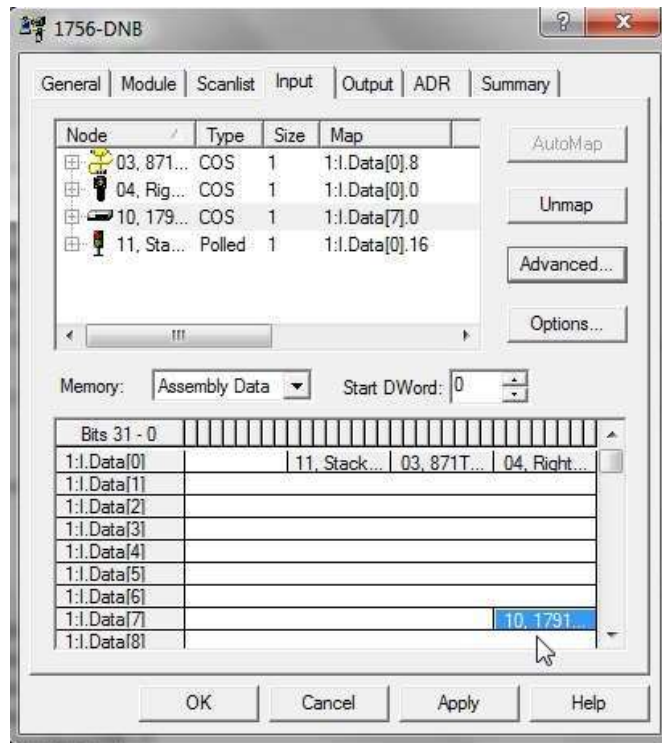 1756-DNB
General Module Scanlist Input Output ADR Summary
Node Type Size Map
03, 871... COS 1 1:I.Data[0].8
04, Rig... COS 1 1:I.Data[0].0
10, 179... COS 1 1:I.Data[7].0
11, Sta... Polled 1 1:I.Data[0].16
AutoMap
Unmap
Advanced...
Options...
Memory: Assembly Data Start DWord: 0
Bits 31 - 0
1:I.Data[0] 11, Stack... 03, 871T... 04, Right...
1:I.Data[1]
1:I.Data[2]
1:I.Data[3]
1:I.Data[4]
1:I.Data[5]
1:I.Data[6]
1:I.Data[7] 10, 1791...
1:I.Data[8]
OK Cancel Apply Help